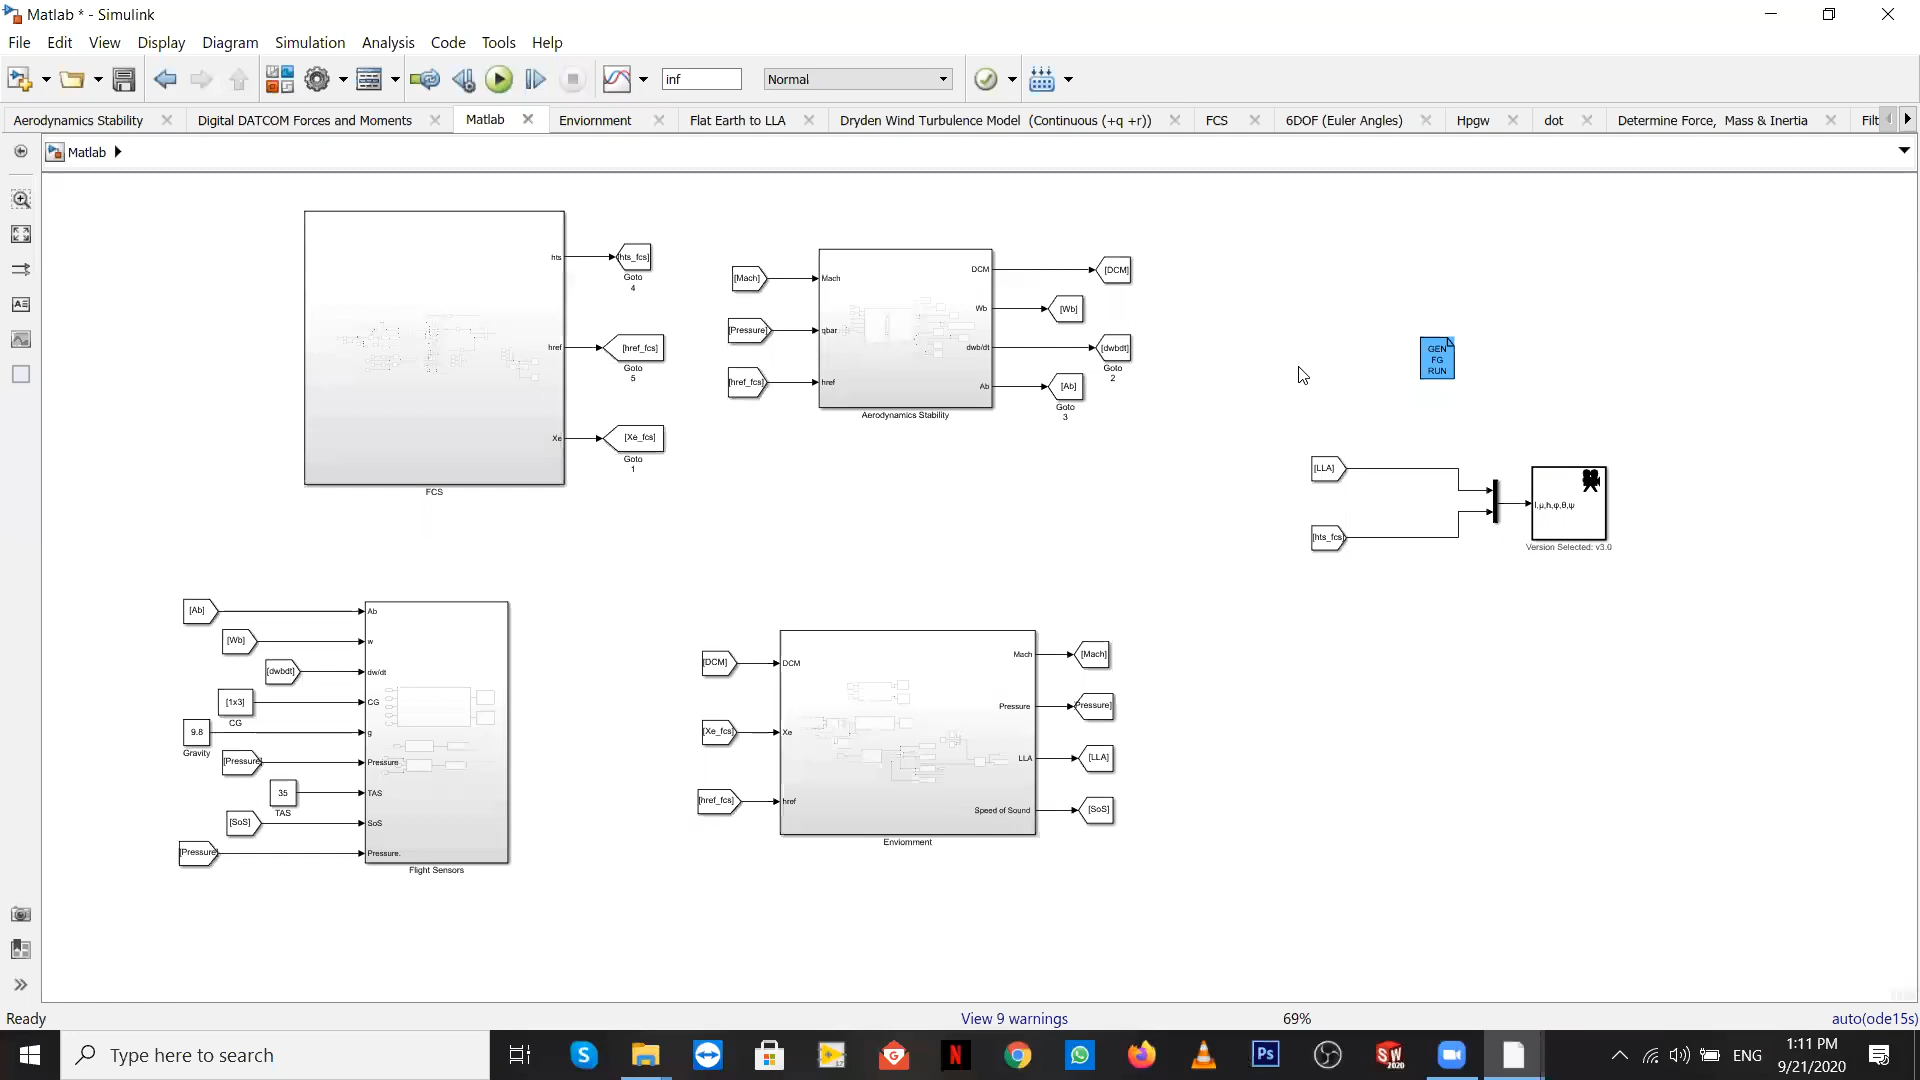 Matlab * - Simulink
File Edit View Display Diagram Simulation Analysis Code Tools Help
inf Normal
Aerodynamics Stability Digital DATCOM Forces and Moments Matlab Enviornment Flat Earth to LLA Dryden Wind Turbulence Model (Continuous (+q +r)) FCS 6DOF (Euler Angles) Hpgw dot Determine Force, Mass & Inertia Filt
Matlab
hts
[hts_fcs]
Goto
4
href
[href_fcs]
Goto
5
Xe
[Xe_fcs]
Goto
1
FCS
[Mach]
Mach
[Pressure]
qbar
[href_fcs]
href
DCM
[DCM]
Wb
[Wb]
dwb/dt
[dwbdt]
Goto
2
Ab
[Ab]
Goto
3
Aerodynamics Stability
GEN
FG
RUN
[LLA]
[hts_fcs]
l,μ,h,φ,θ,ψ
Version Selected: v3.0
[Ab]
Ab
[Wb]
w
[dwbdt]
dw/dt
[1x3]
CG
CG
9.8
g
Gravity
[Pressure]
Pressure
35
TAS
TAS
[SoS]
SoS
[Pressure]
Pressure.
Flight Sensors
[DCM]
DCM
[Xe_fcs]
Xe
[href_fcs]
href
Mach
[Mach]
Pressure
[Pressure]
LLA
[LLA]
Speed of Sound
[SoS]
Enviornment
Ready View 9 warnings 69% auto(ode15s)
Type here to search
ENG
1:11 PM
9/21/2020